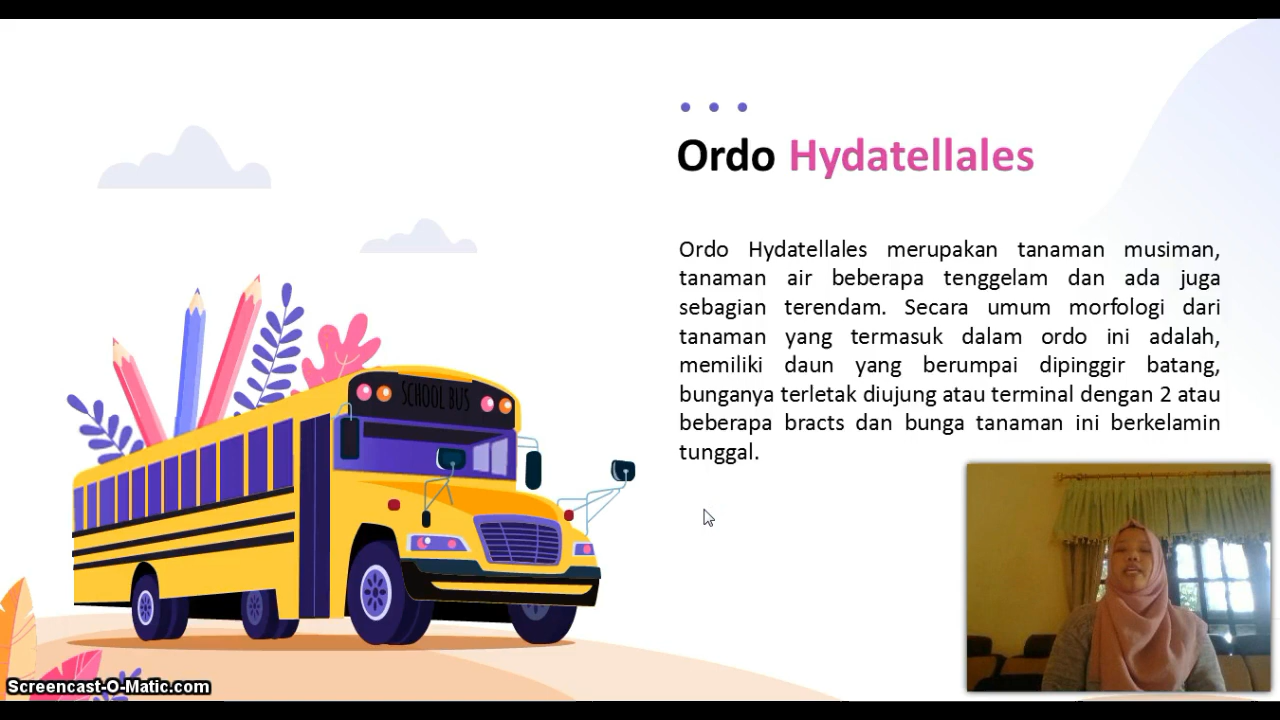 Ordo Hydatellales
Ordo Hydatellales merupakan tanaman musiman,
tanaman air beberapa tenggelam dan ada juga
sebagian terendam. Secara umum morfologi dari
tanaman yang termasuk dalam ordo ini adalah,
memiliki daun yang berumpai dipinggir batang,
bunganya terletak diujung atau terminal dengan 2 atau
beberapa bracts dan bunga tanaman ini berkelamin
tunggal.
SCHOOL BUS
Screencast-O-Matic.com